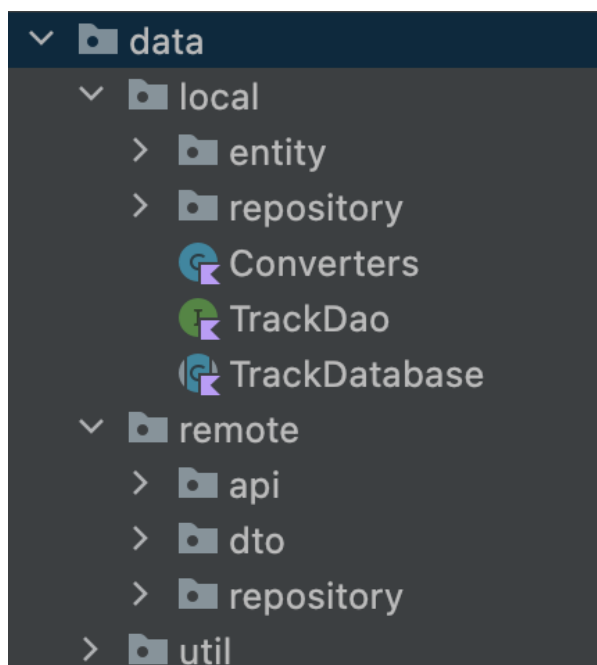 data
local
entity
repository
Converters
TrackDao
TrackDatabase
remote
api
dto
repository
util